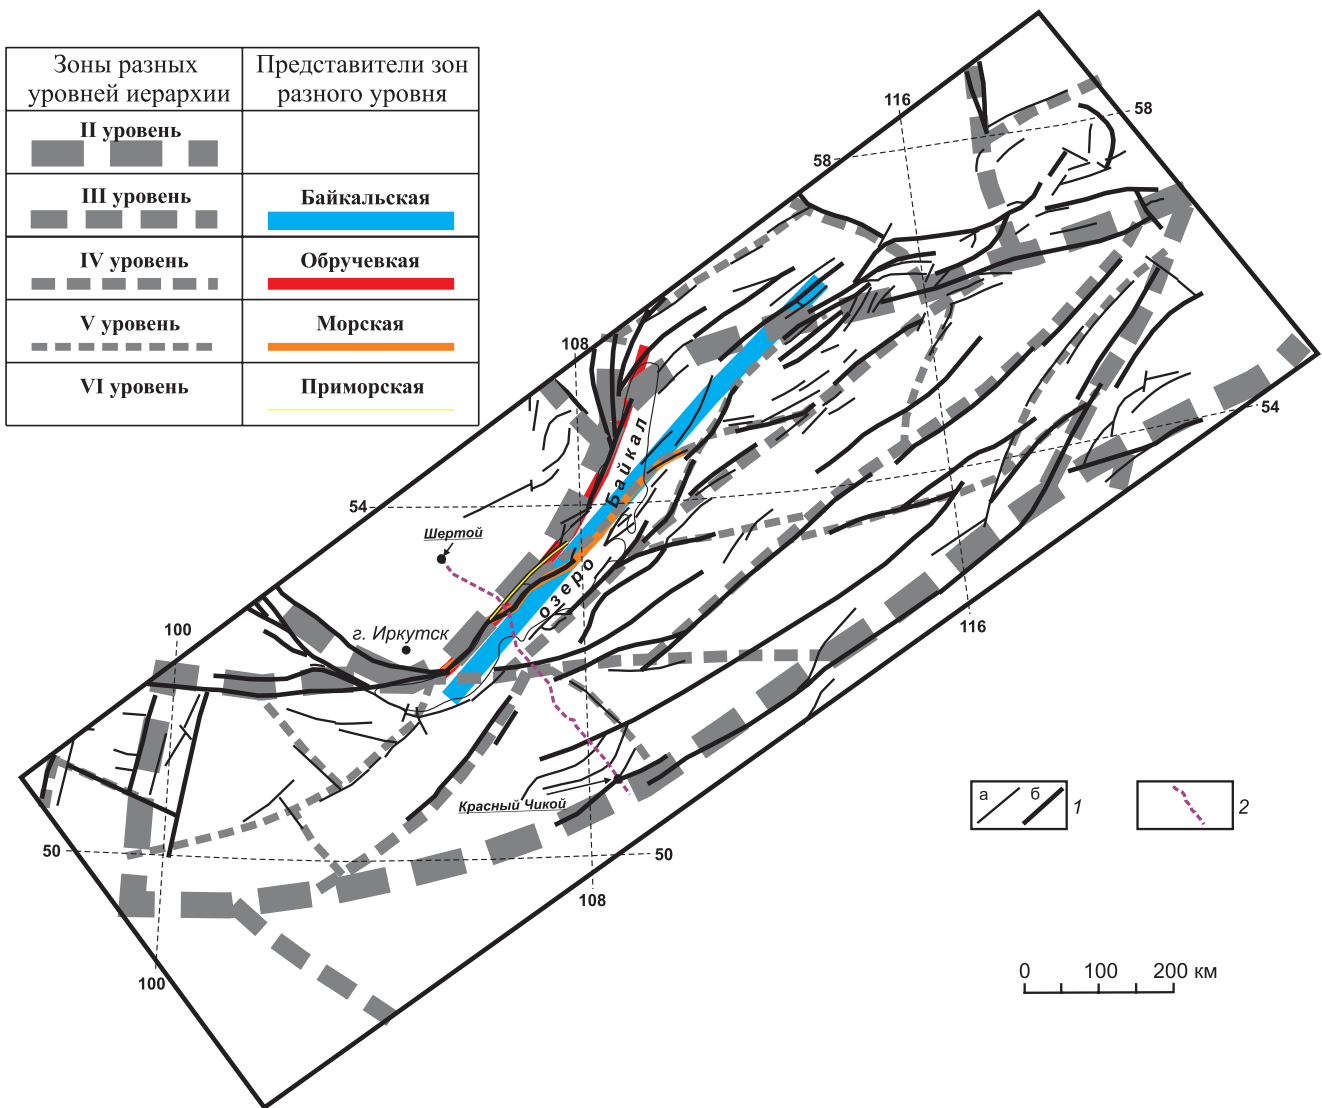 Зоны разных
уровней иерархии
Представители зон
разного уровня
II уровень
III уровень
Байкальская
IV уровень
Обручевкая
V уровень
Морская
VI уровень
Приморская
116
58
58
108
54
54
Байкал
Шертой
озеро
100
г. Иркутск
116
Красный Чикой
50
50
108
100
а
б
1
2
0
100
200 км